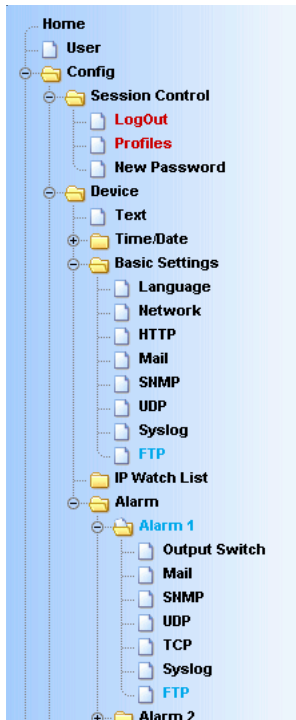 Home
User
Config
Session Control
LogOut
Profiles
New Password
Device
Text
Time/Date
Basic Settings
Language
Network
HTTP
Mail
SNMP
UDP
Syslog
FTP
IP Watch List
Alarm
Alarm 1
Output Switch
Mail
SNMP
UDP
TCP
Syslog
FTP
Alarm 2